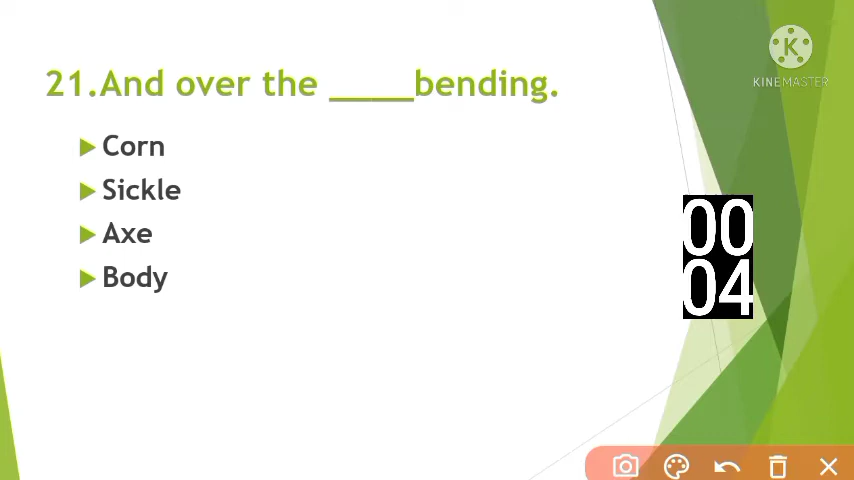 21.And over the _____bending.
Corn
Sickle
Axe
Body
KINEMASTER
00
04